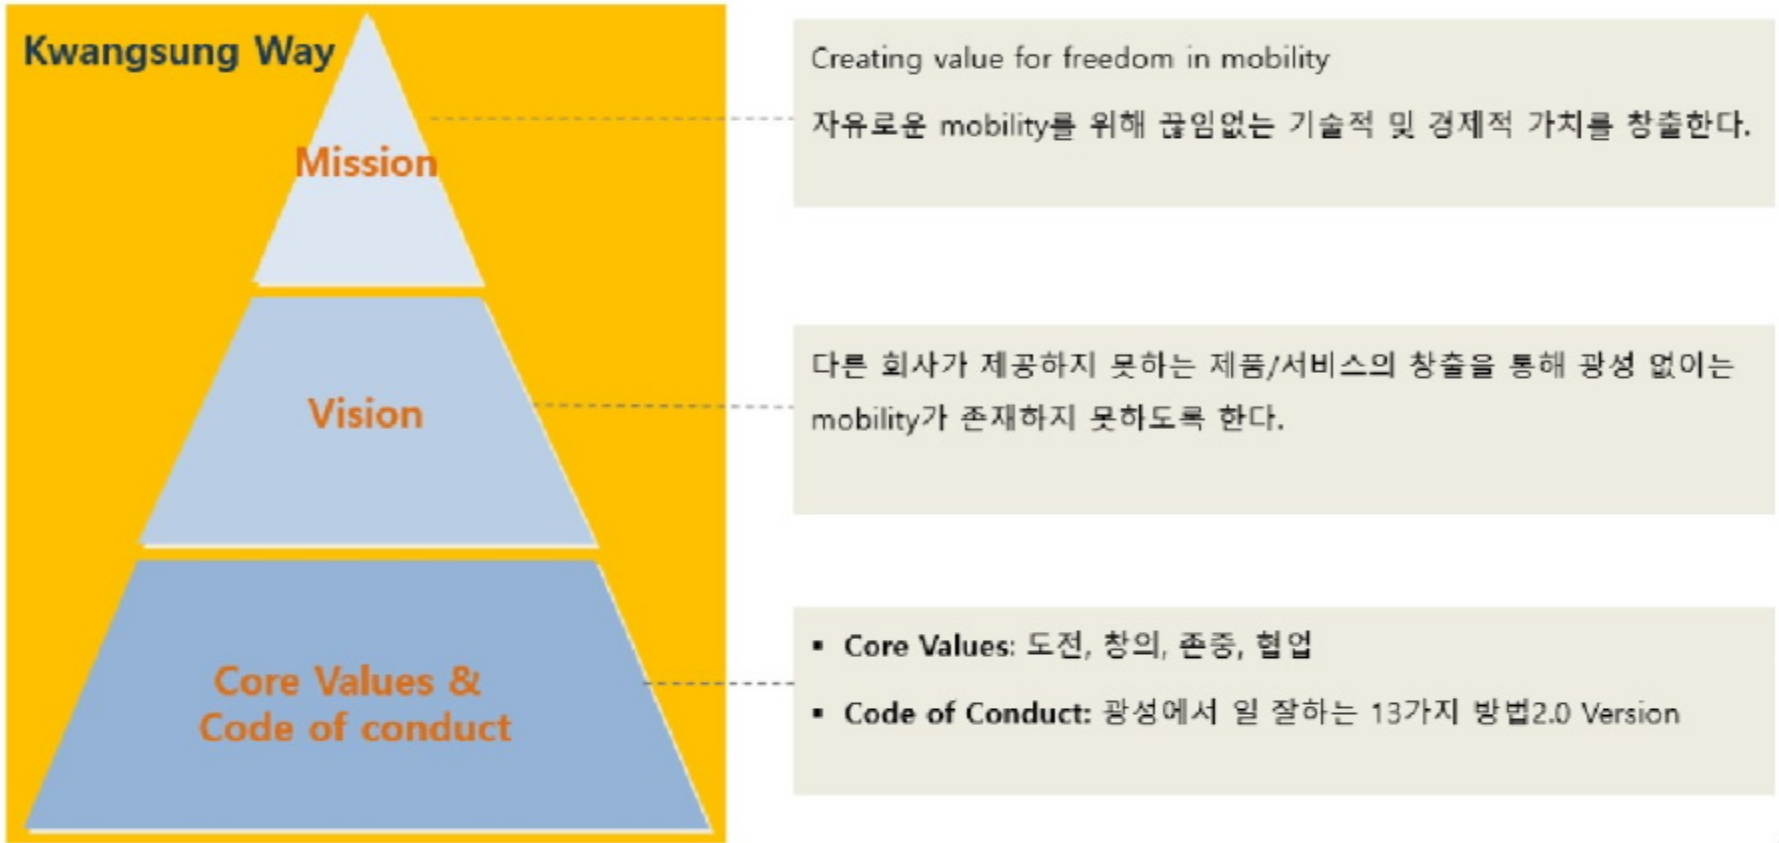 Kwangsung Way
Mission
Creating value for freedom in mobility
자유로운 mobility를 위해 끊임없는 기술적 및 경제적 가치를 창출한다.
Vision
다른 회사가 제공하지 못하는 제품/서비스의 창출을 통해 광성 없이는
mobility가 존재하지 못하도록 한다.
Core Values &
Code of conduct
▪ Core Values: 도전, 창의, 존중, 협업
▪ Code of Conduct: 광성에서 일 잘하는 13가지 방법2.0 Version